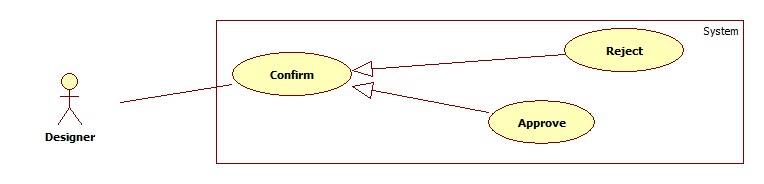 System
Reject
Confirm
Approve
Designer